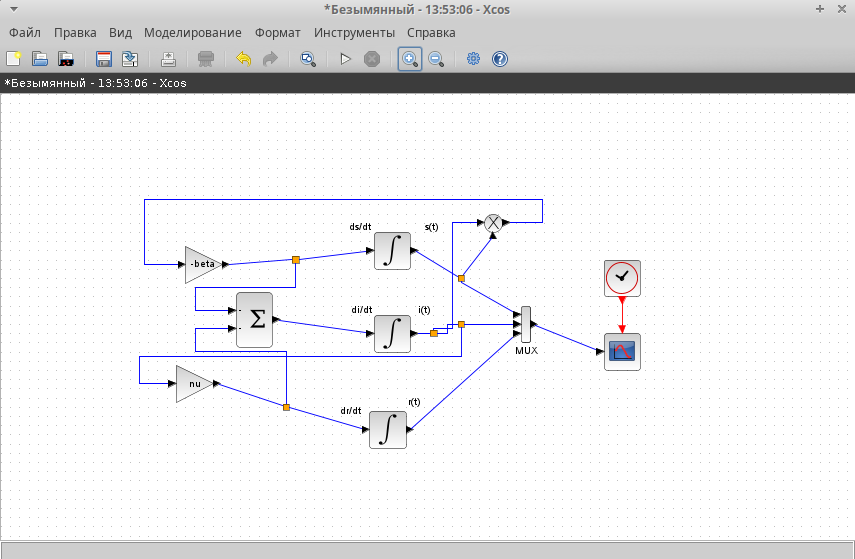 *Безымянный - 13:53:06 - Xcos
Файл Правка Вид Моделирование Формат Инструменты Справка
*Безымянный - 13:53:06 - Xcos
ds/dt s(t)
-beta
Σ
di/dt i(t)
MUX
nu
dr/dt r(t)